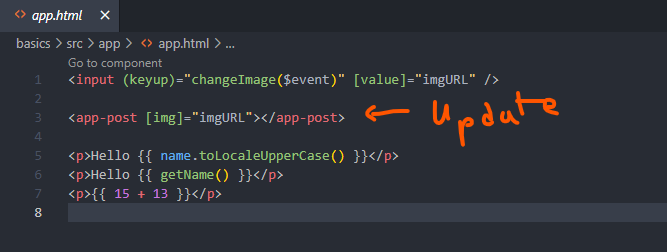 app.html
basics > src > app > app.html > ...
Go to component
1 <input (keyup)="changeImage($event)" [value]="imgURL" />
2
3 <app-post [img]="imgURL"></app-post> ← Update
4
5 <p>Hello {{ name.toLocaleUpperCase() }}</p>
6 <p>Hello {{ getName() }}</p>
7 <p>{{ 15 + 13 }}</p>
8